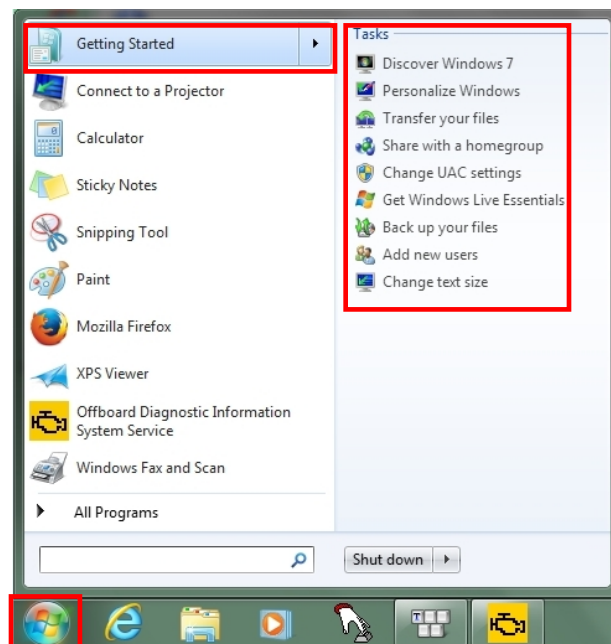 Getting Started
Connect to a Projector
Calculator
Sticky Notes
Snipping Tool
Paint
Mozilla Firefox
XPS Viewer
Offboard Diagnostic Information
System Service
Windows Fax and Scan
All Programs
Tasks
Discover Windows 7
Personalize Windows
Transfer your files
Share with a homegroup
Change UAC settings
Get Windows Live Essentials
Back up your files
Add new users
Change text size
Shut down